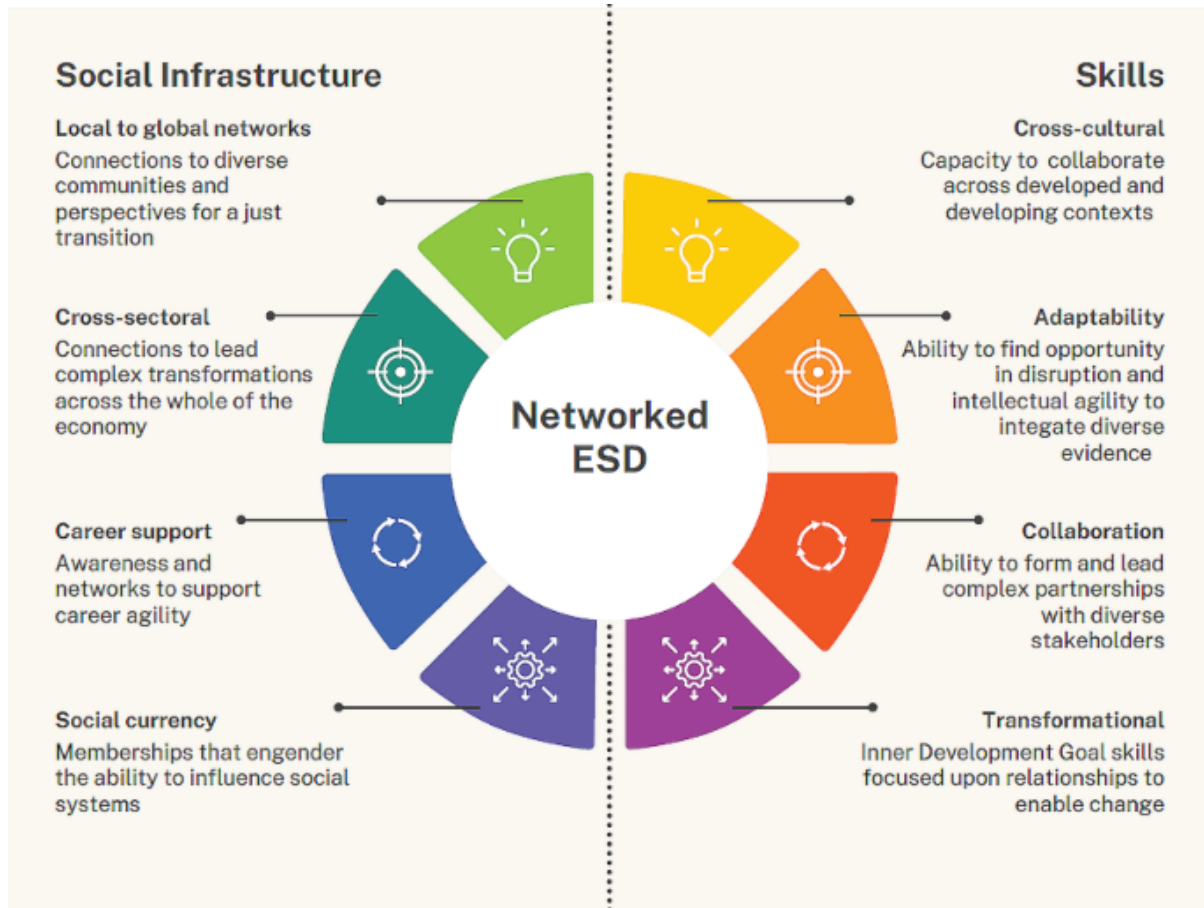 Social Infrastructure
Local to global networks
Connections to diverse
communities and
perspectives for a just
transition
Cross-sectoral
Connections to lead
complex transformations
across the whole of the
economy
Career support
Awareness and
networks to support
career agility
Social currency
Memberships that engender
the ability to influence social
systems
Networked
ESD
Skills
Cross-cultural
Capacity to collaborate
across developed and
developing contexts
Adaptability
Ability to find opportunity
in disruption and
intellectual agility to
integate diverse
evidence
Collaboration
Ability to form and lead
complex partnerships
with diverse
stakeholders
Transformational
Inner Development Goal skills
focused upon relationships to
enable change